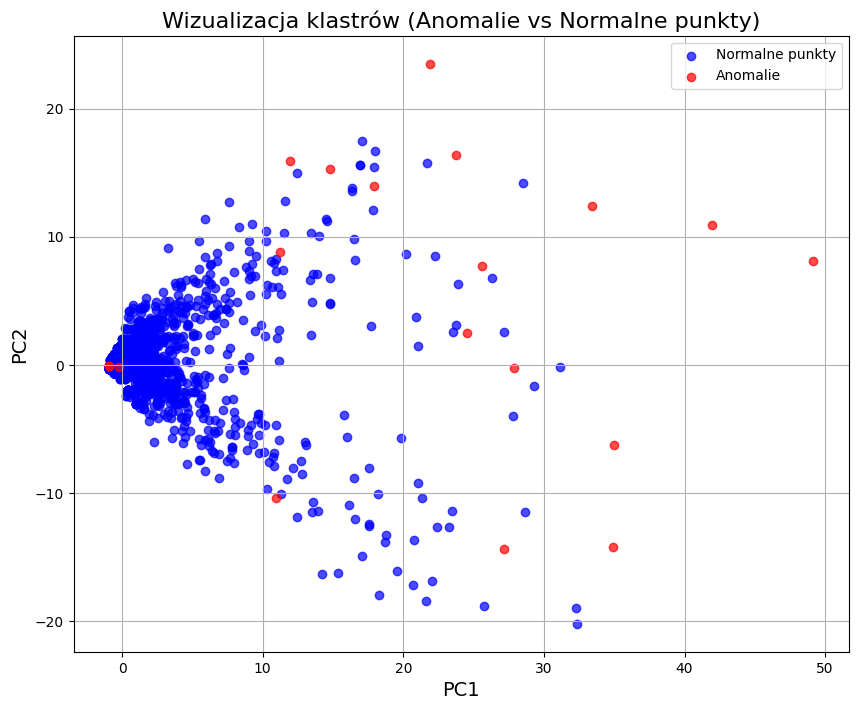 Wizualizacja klastrów (Anomalie vs Normalne punkty)
Normalne punkty
Anomalie
PC2
20
10
0
−10
−20
0 10 20 30 40 50
PC1